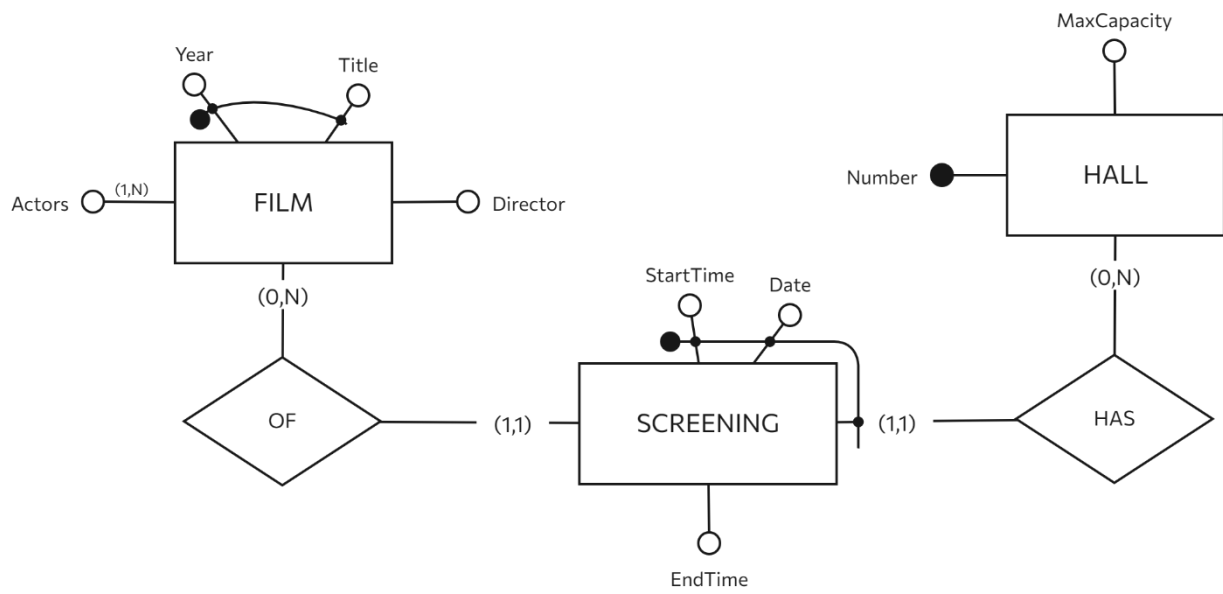 MaxCapacity
Year
Title
Number
HALL
Actors
(1,N)
FILM
Director
(0,N)
(0,N)
StartTime
Date
OF
(1,1)
SCREENING
(1,1)
HAS
EndTime